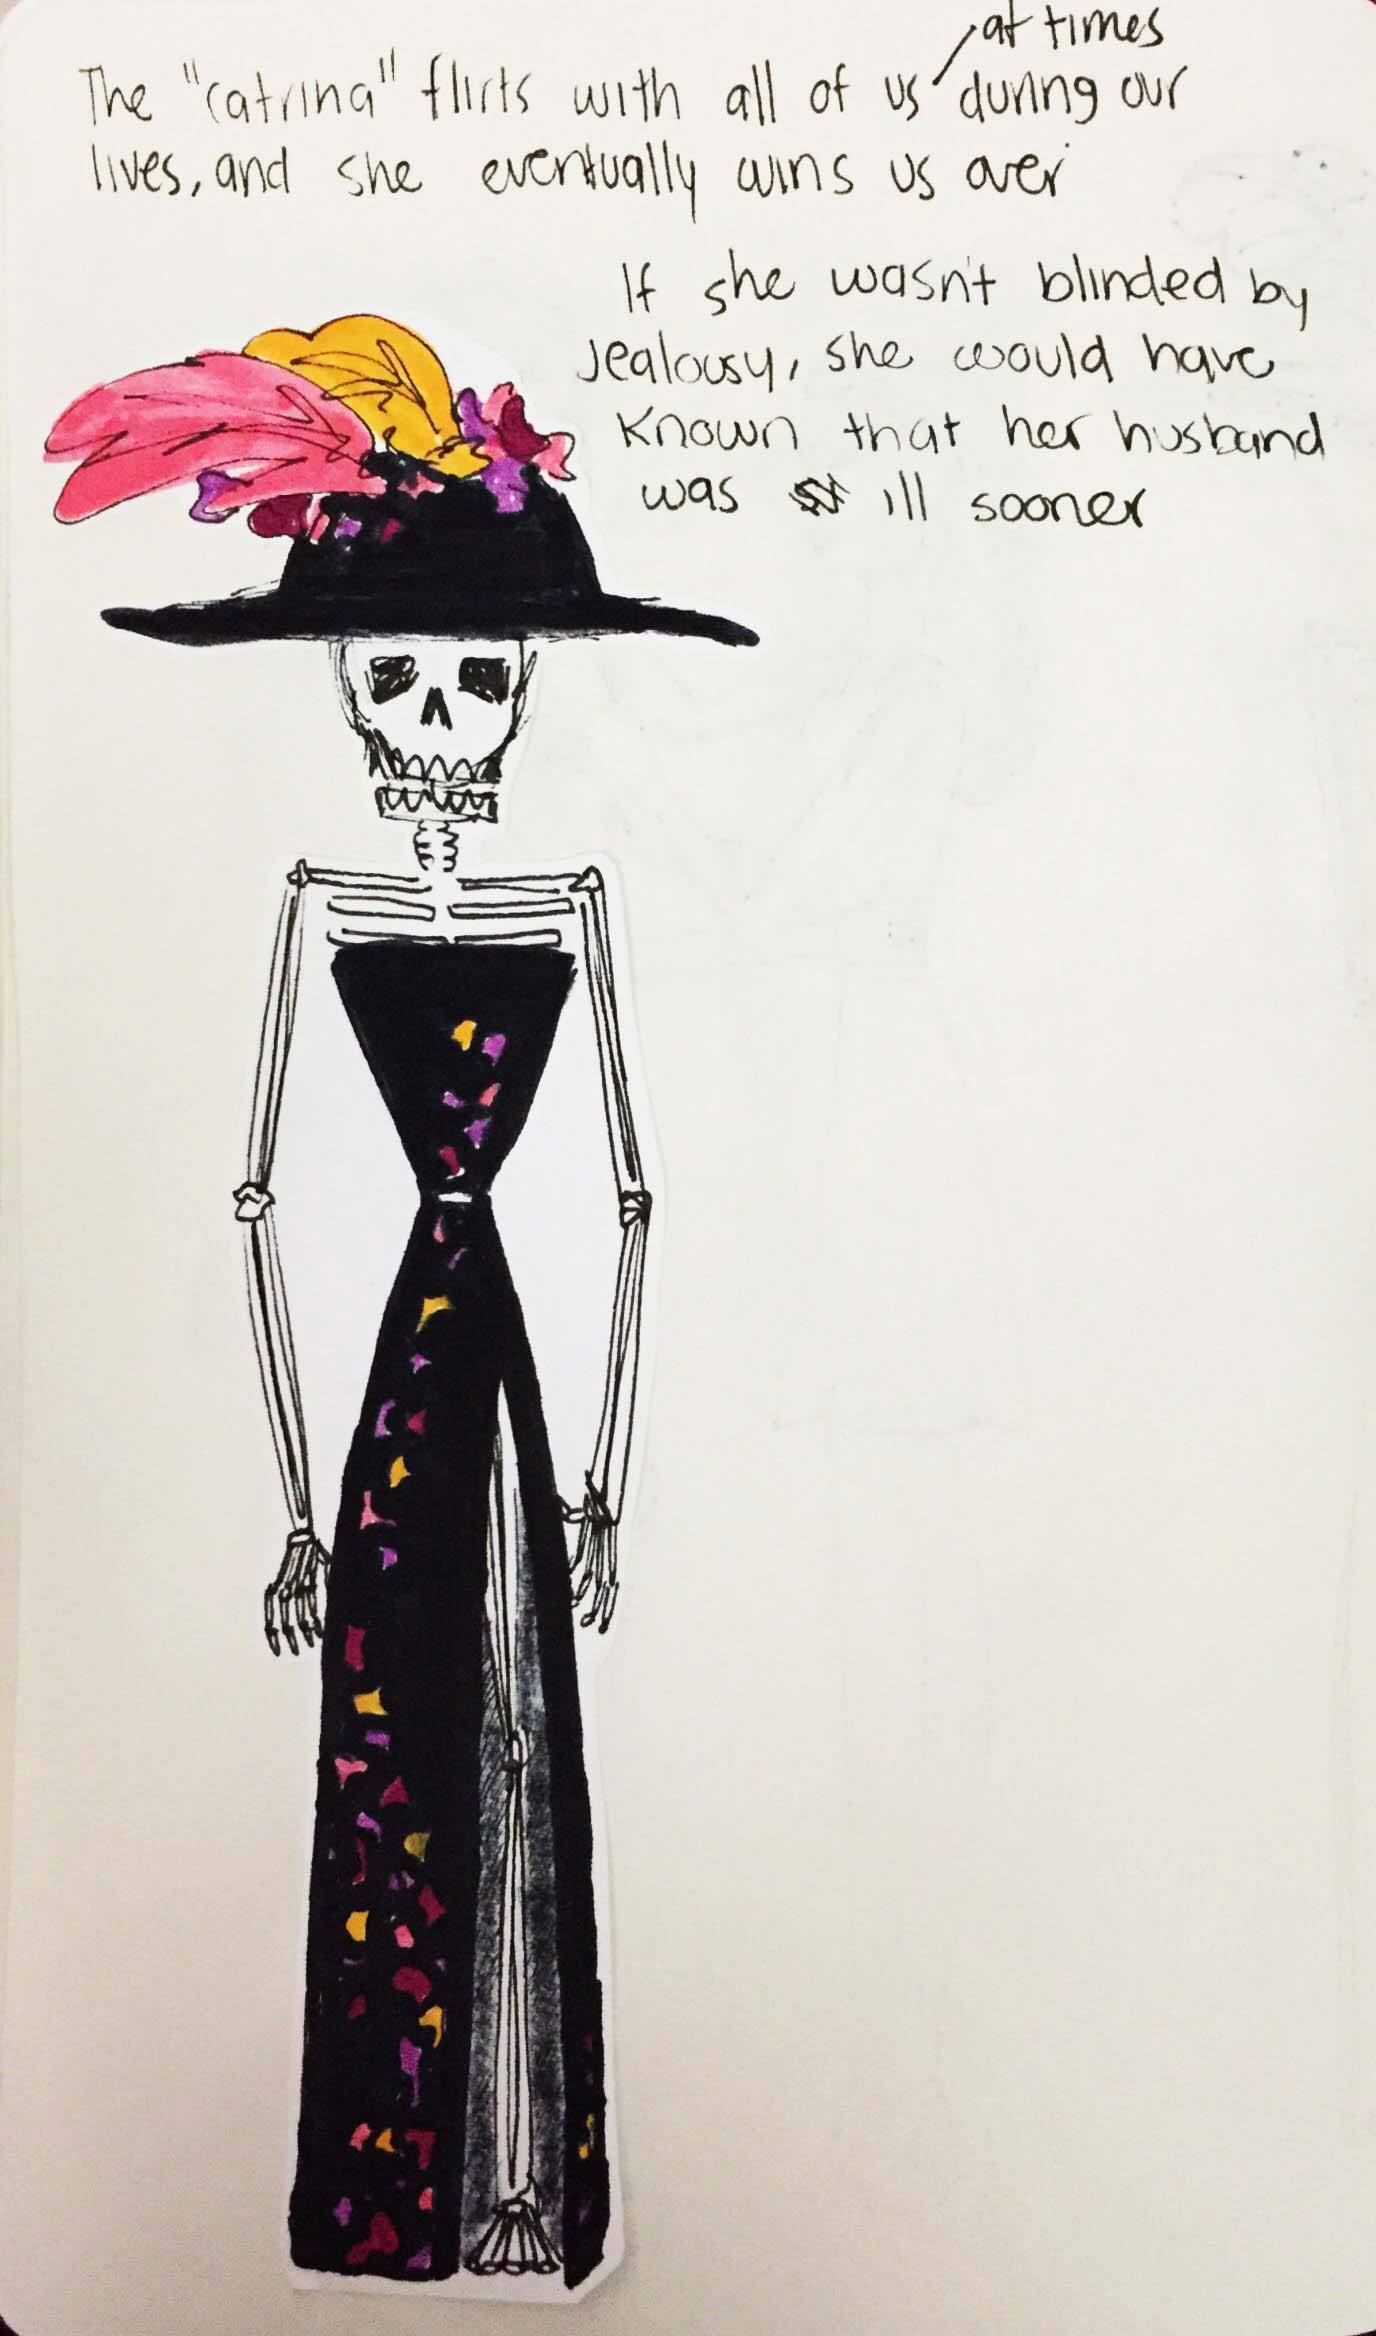 at times
The "catrina" flirts with all of us during our
lives, and she eventually wins us over
If she wasn't blinded by
Jealousy, she would have
Known that her husband
was ill sooner